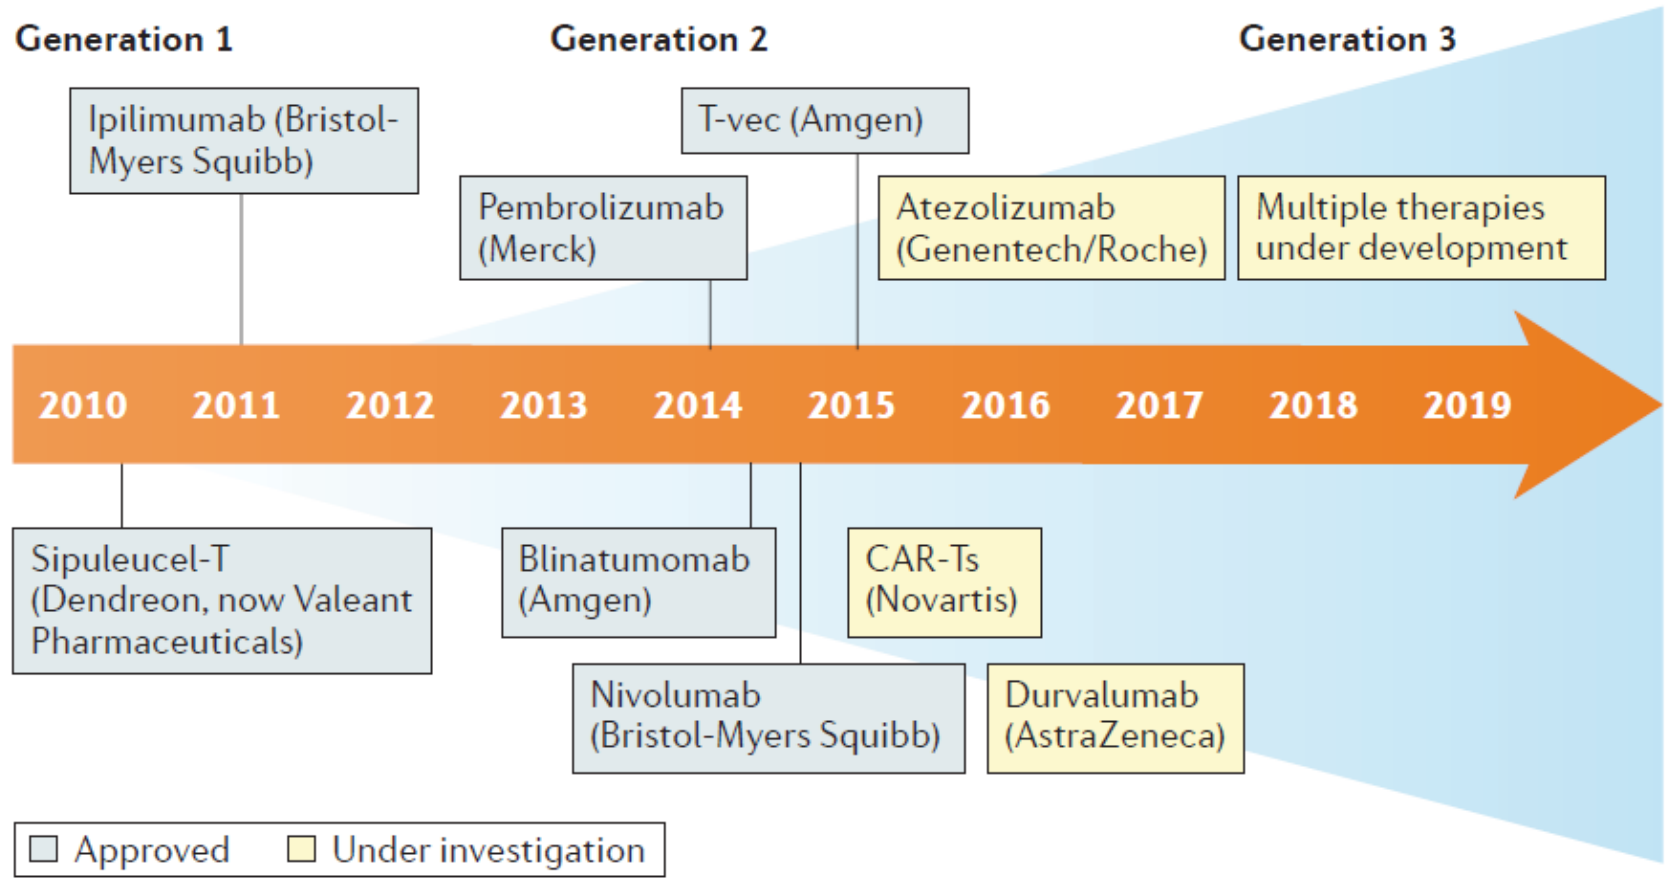 Generation 1
Generation 2
Generation 3
Ipilimumab (Bristol-
Myers Squibb)
T-vec (Amgen)
Pembrolizumab
(Merck)
Atezolizumab
(Genentech/Roche)
Multiple therapies
under development
2010 2011 2012 2013 2014 2015 2016 2017 2018 2019
Sipuleucel-T
(Dendreon, now Valeant
Pharmaceuticals)
Blinatumomab
(Amgen)
CAR-Ts
(Novartis)
Nivolumab
(Bristol-Myers Squibb)
Durvalumab
(AstraZeneca)
Approved
Under investigation